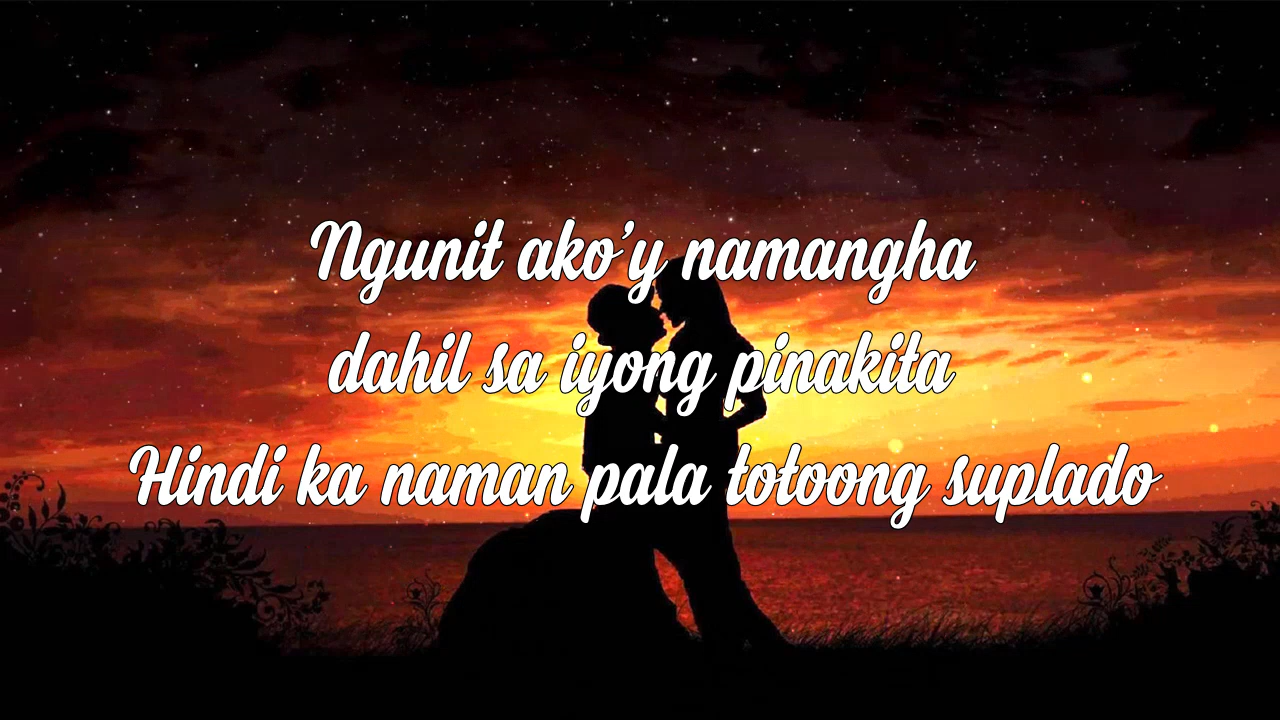 Ngunit ako’y namangha
dahil sa iyong pinakita
Hindi ka naman pala totoong suplado